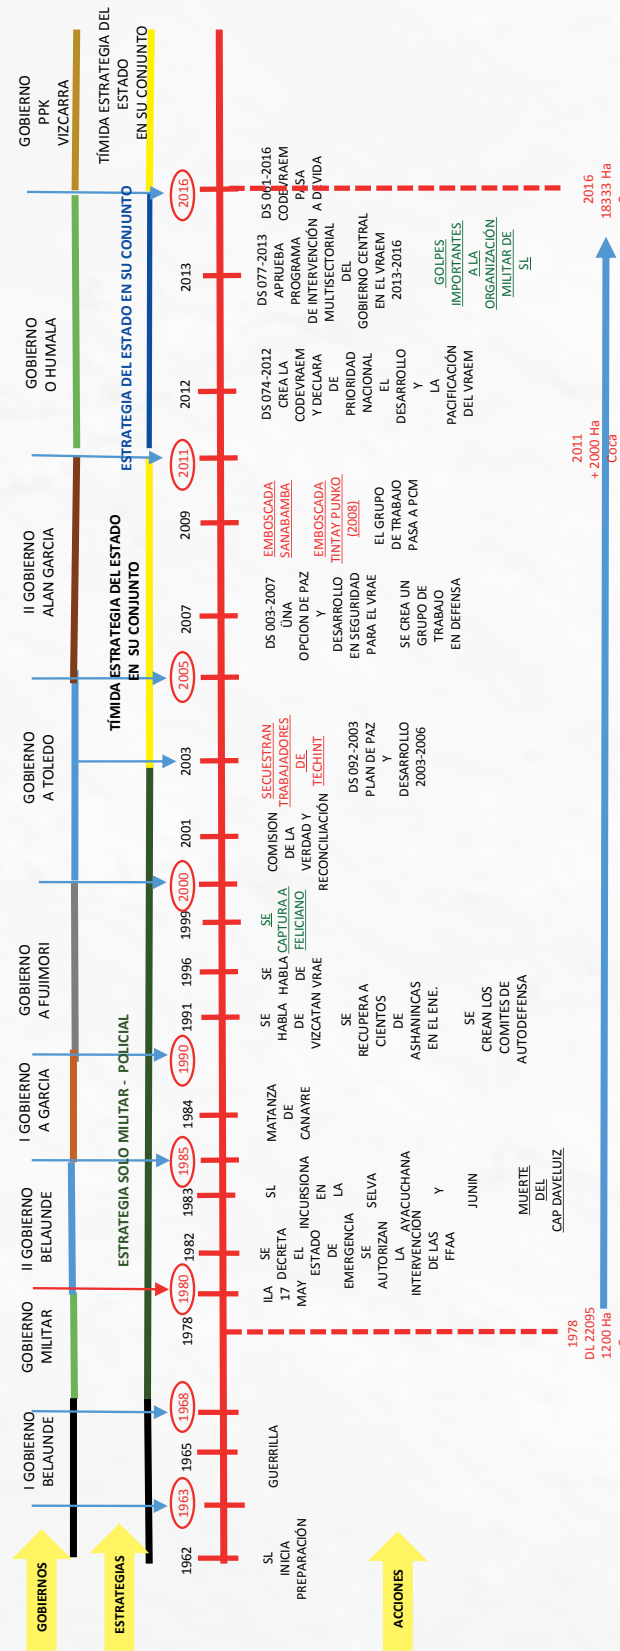 GOBIERNOS
I GOBIERNO
BELAUNDE
GOBIERNO
MILITAR
II GOBIERNO
BELAUNDE
I GOBIERNO
A GARCIA
GOBIERNO
A FUJIMORI
GOBIERNO
A TOLEDO
II GOBIERNO
ALAN GARCIA
GOBIERNO
O HUMALA
GOBIERNO
PPK
VIZCARRA
ESTRATEGIAS
ESTRATEGIA SOLO MILITAR - POLICIAL
TÍMIDA ESTRATEGIA DEL ESTADO
EN SU CONJUNTO
ESTRATEGIA DEL ESTADO EN SU CONJUNTO
TÍMIDA ESTRATEGIA DEL
ESTADO
EN SU CONJUNTO
1962
1963
1965
1968
1978
1980
1982
1983
1985
1984
1990
1991
1996
1999
2000
2001
2003
2005
2007
2009
2011
2012
2013
2016
ACCIONES
SL
INICIA
PREPARACIÓN
GUERRILLA
ILA
17
MAY
SE
DECRETA
EL
ESTADO
DE
EMERGENCIA
SE
AUTORIZAN
LA
INTERVENCIÓN
DE LAS
FFAA
SL
INCURSIONA
EN
LA
SELVA
AYACUCHANA
Y
JUNIN
MUERTE
DEL
CAP DAVELUIZ
MATANZA
DE
CANAYRE
SE
HABLA
DE
VIZCATAN
SE
RECUPERA A
CIENTOS
DE
ASHANINCAS
EN EL ENE.
SE
CREAN LOS
COMITES DE
AUTODEFENSA
SE
HABLA
DE
VRAE
SE
CAPTURA A
FELICIANO
COMISION
DE LA
VERDAD Y
RECONCILIACIÓN
SECUESTRAN
TRABAJADORES
DE
TECHINT
DS 092-2003
PLAN DE PAZ
Y
DESARROLLO
2003-2006
DS 003-2007
ÜNA
OPCION DE PAZ
Y
DESARROLLO
EN SEGURIDAD
PARA EL VRAE
SE CREA UN
GRUPO DE
TRABAJO
EN DEFENSA
EMBOSCADA
SANABAMBA
EMBOSCADA
TINTAY PUNKO
(2008)
EL GRUPO
DE TRABAJO
PASA A PCM
DS 074-2012
CREA LA
CODEVRAEM
Y DECLARA
DE
PRIORIDAD
NACIONAL
EL
DESARROLLO
Y
LA
PACIFICACIÓN
DEL VRAEM
DS 077-2013
APRUEBA
PROGRAMA
DE INTERVENCIÓN
MULTISECTORIAL
DEL
GOBIERNO CENTRAL
EN EL VRAEM
2013-2016
GOLPES
IMPORTANTES
A LA
ORGANIZACIÓN
MILITAR DE
SL
DS 061-2016
CODEVRAEM
PASA
A DEVIDA
1978
DL 22095
1200 Ha
2011
+ 2000 Ha
Coca
2016
18333 Ha